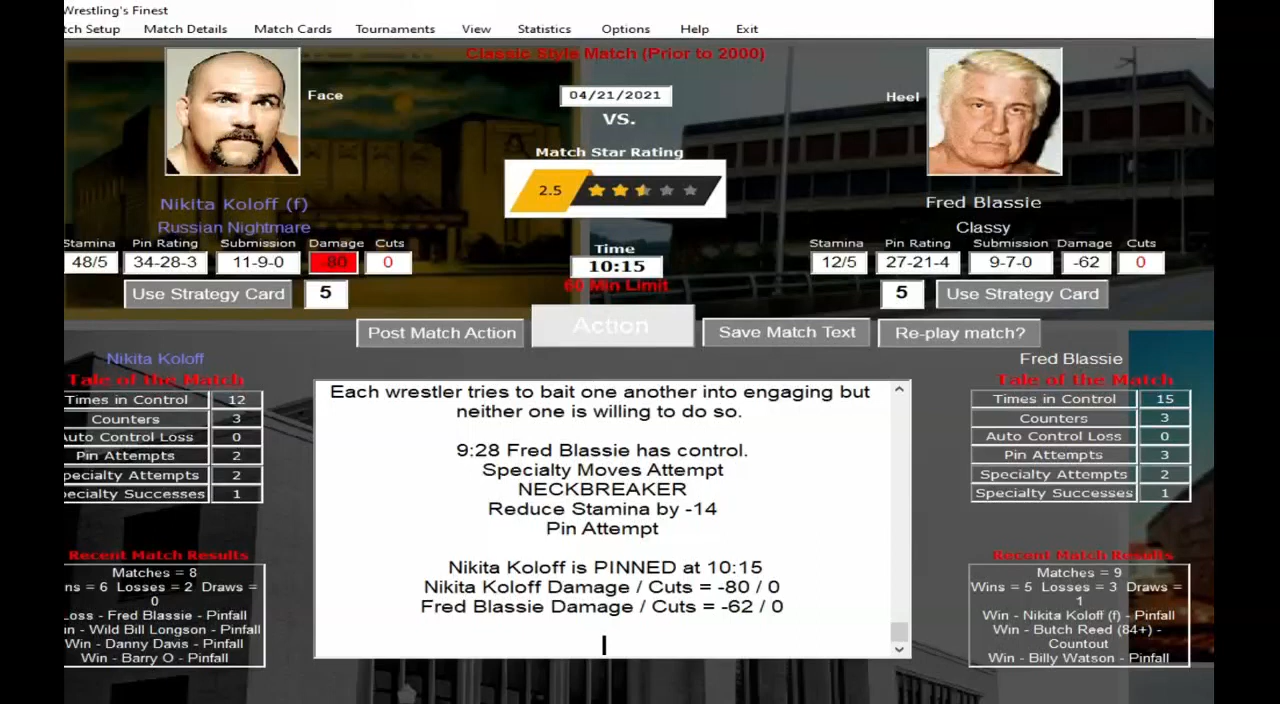 Wrestling's Finest
tch Setup Match Details Match Cards Tournaments View Statistics Options Help Exit
Classic Style Match (Prior to 2000)
Face
04/21/2021
Heel
VS.
Match Star Rating
2.5
Nikita Koloff (f)
Fred Blassie
Russian Nightmare
Classy
Stamina Pin Rating Submission Damage Cuts
48/5 34-28-3 11-9-0 -80 0
Time
10:15
60 Min Limit
Stamina Pin Rating Submission Damage Cuts
12/5 27-21-4 9-7-0 -62 0
Use Strategy Card 5
5 Use Strategy Card
Post Match Action Action Save Match Text Re-play match?
Nikita Koloff
Tale of the Match
Times in Control 12
Counters 3
Auto Control Loss 0
Pin Attempts 2
pecialty Attempts 2
pecialty Successes 1
Recent Match Results
Matches = 8
ns = 6 Losses = 2 Draws =
0
Loss - Fred Blassie - Pinfall
n - Wild Bill Longson - Pinfall
Win - Danny Davis - Pinfall
Win - Barry O - Pinfall
Each wrestler tries to bait one another into engaging but
neither one is willing to do so.
9:28 Fred Blassie has control.
Specialty Moves Attempt
NECKBREAKER
Reduce Stamina by -14
Pin Attempt
Nikita Koloff is PINNED at 10:15
Nikita Koloff Damage / Cuts = -80 / 0
Fred Blassie Damage / Cuts = -62 / 0
Fred Blassie
Tale of the Match
Times in Control 15
Counters 3
Auto Control Loss 0
Pin Attempts 3
Specialty Attempts 2
Specialty Successes 1
Recent Match Results
Matches = 9
Wins = 5 Losses = 3 Draws =
1
Win - Nikita Koloff (f) - Pinfall
Win - Butch Reed (84+) -
Countout
Win - Billy Watson - Pinfall